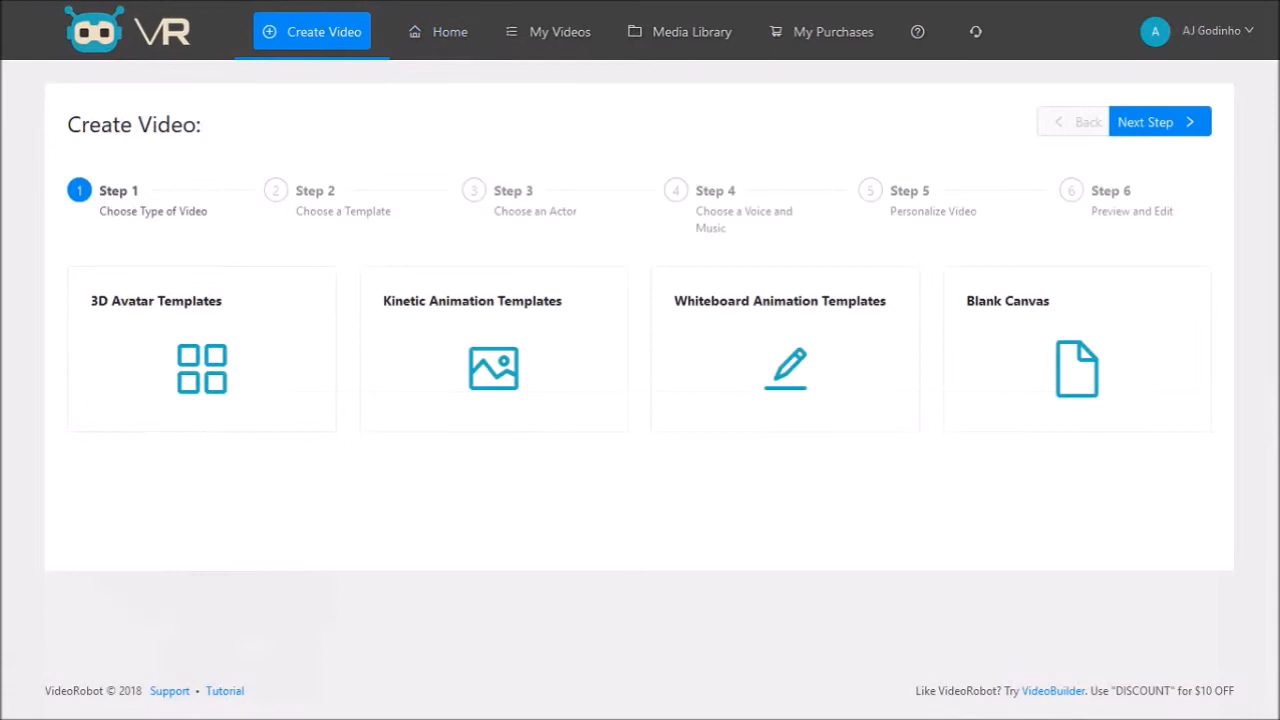 VR
Create Video
Home
My Videos
Media Library
My Purchases
A
AJ Godinho
Create Video:
Back
Next Step
1 Step 1
Choose Type of Video
2 Step 2
Choose a Template
3 Step 3
Choose an Actor
4 Step 4
Choose a Voice and
Music
5 Step 5
Personalize Video
6 Step 6
Preview and Edit
3D Avatar Templates
Kinetic Animation Templates
Whiteboard Animation Templates
Blank Canvas
VideoRobot © 2018 Support • Tutorial
Like VideoRobot? Try VideoBuilder. Use "DISCOUNT" for $10 OFF